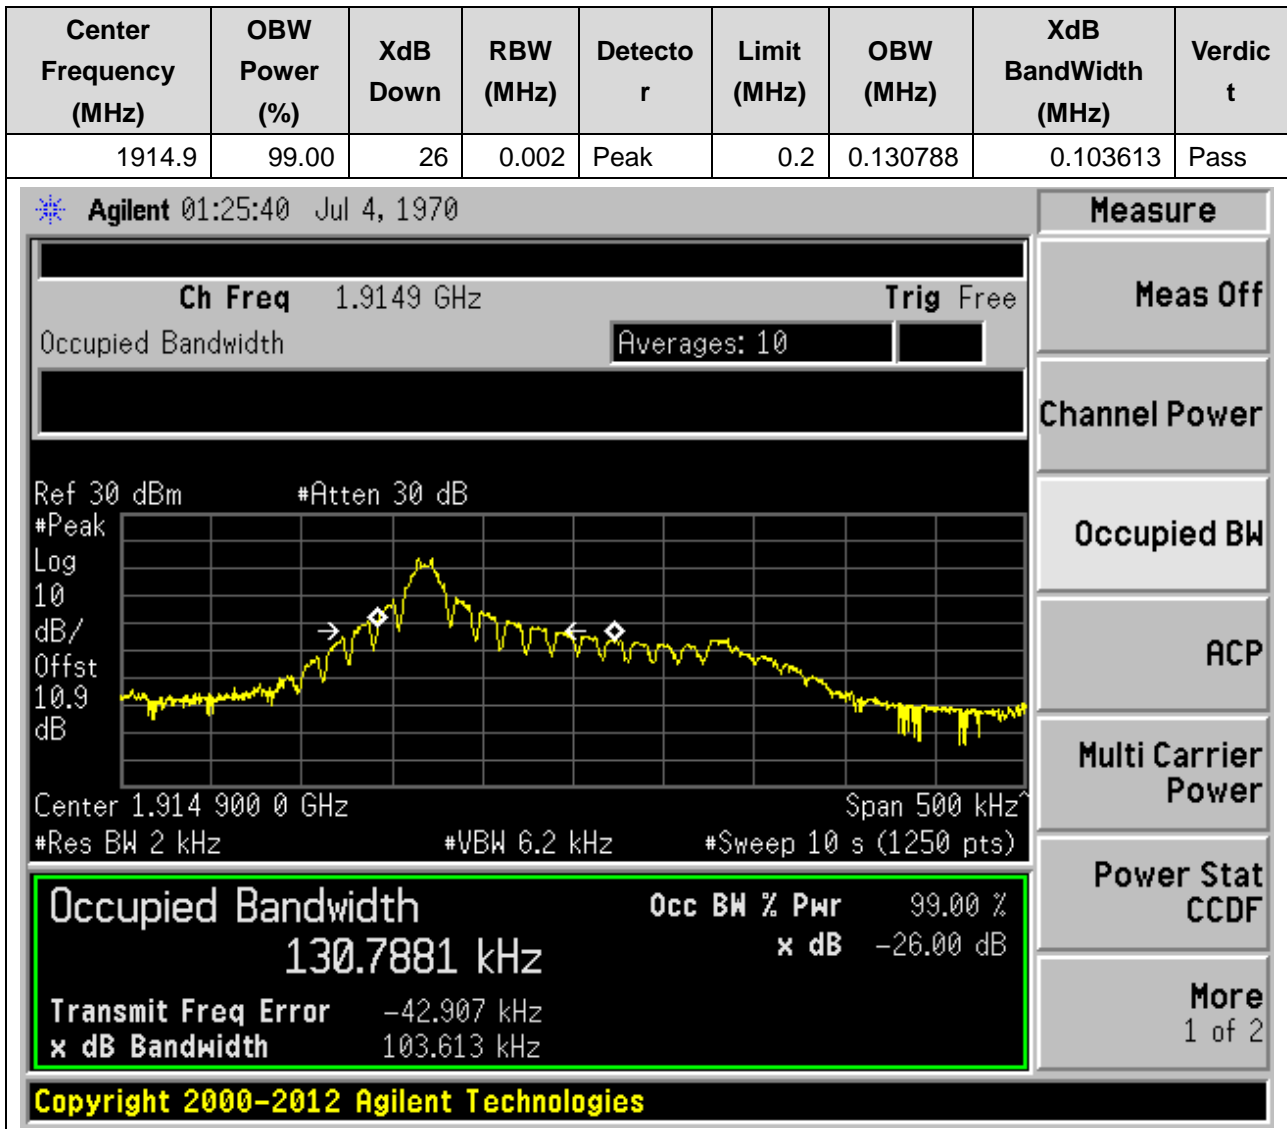 Center Frequency (MHz) OBW Power (%) XdB Down RBW (MHz) Detecto r Limit (MHz) OBW (MHz) XdB BandWidth (MHz) Verdic t
1914.9 99.00 26 0.002 Peak 0.2 0.130788 0.103613 Pass
Agilent 01:25:40 Jul 4, 1970
Measure
Ch Freq 1.9149 GHz Trig Free
Occupied Bandwidth
Averages: 10
Meas Off
Channel Power
Occupied BW
ACP
Multi Carrier
Power
Power Stat
CCDF
More
1 of 2
Ref 30 dBm #Atten 30 dB
#Peak
Log
10
dB/
Offst
10.9
dB
Center 1.914 900 0 GHz Span 500 kHz^
#Res BW 2 kHz #VBW 6.2 kHz #Sweep 10 s (1250 pts)
Occupied Bandwidth
130.7881 kHz
Occ BW % Pwr 99.00 %
x dB -26.00 dB
Transmit Freq Error -42.907 kHz
x dB Bandwidth 103.613 kHz
Copyright 2000-2012 Agilent Technologies